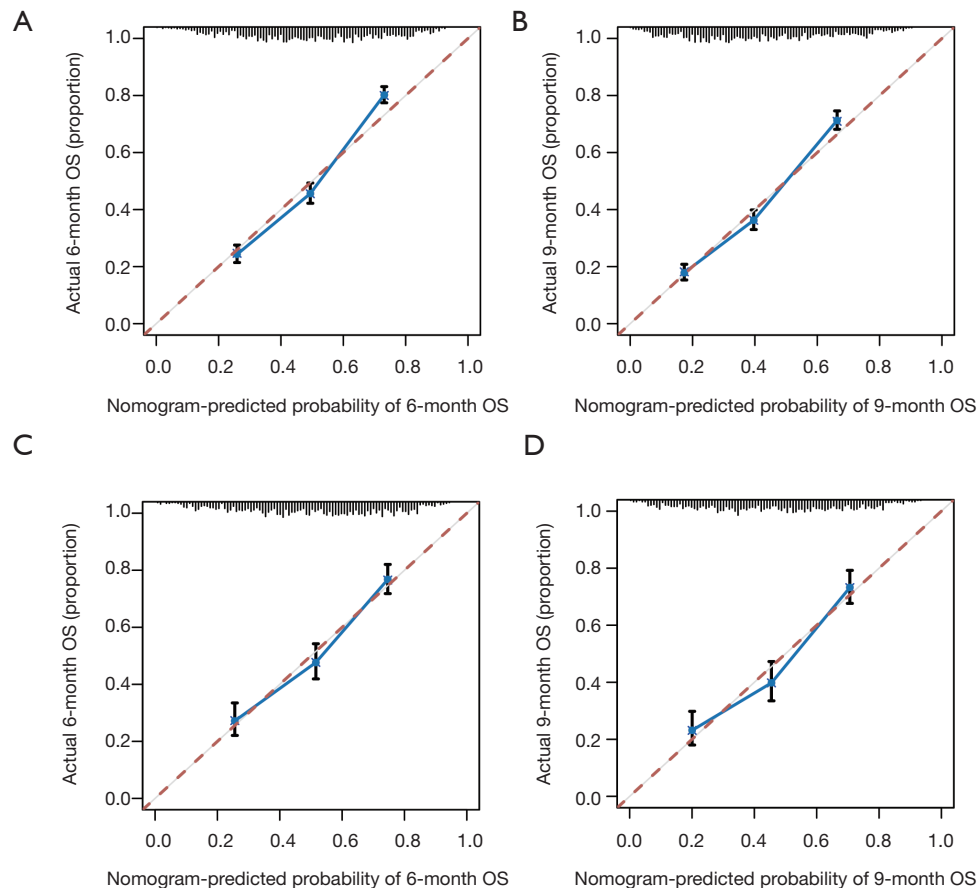 A
Actual 6-month OS (proportion)
1.0
0.8
0.6
0.4
0.2
0.0
0.0 0.2 0.4 0.6 0.8 1.0
Nomogram-predicted probability of 6-month OS
B
Actual 9-month OS (proportion)
1.0
0.8
0.6
0.4
0.2
0.0
0.0 0.2 0.4 0.6 0.8 1.0
Nomogram-predicted probability of 9-month OS
C
Actual 6-month OS (proportion)
1.0
0.8
0.6
0.4
0.2
0.0
0.0 0.2 0.4 0.6 0.8 1.0
Nomogram-predicted probability of 6-month OS
D
Actual 9-month OS (proportion)
1.0
0.8
0.6
0.4
0.2
0.0
0.0 0.2 0.4 0.6 0.8 1.0
Nomogram-predicted probability of 9-month OS